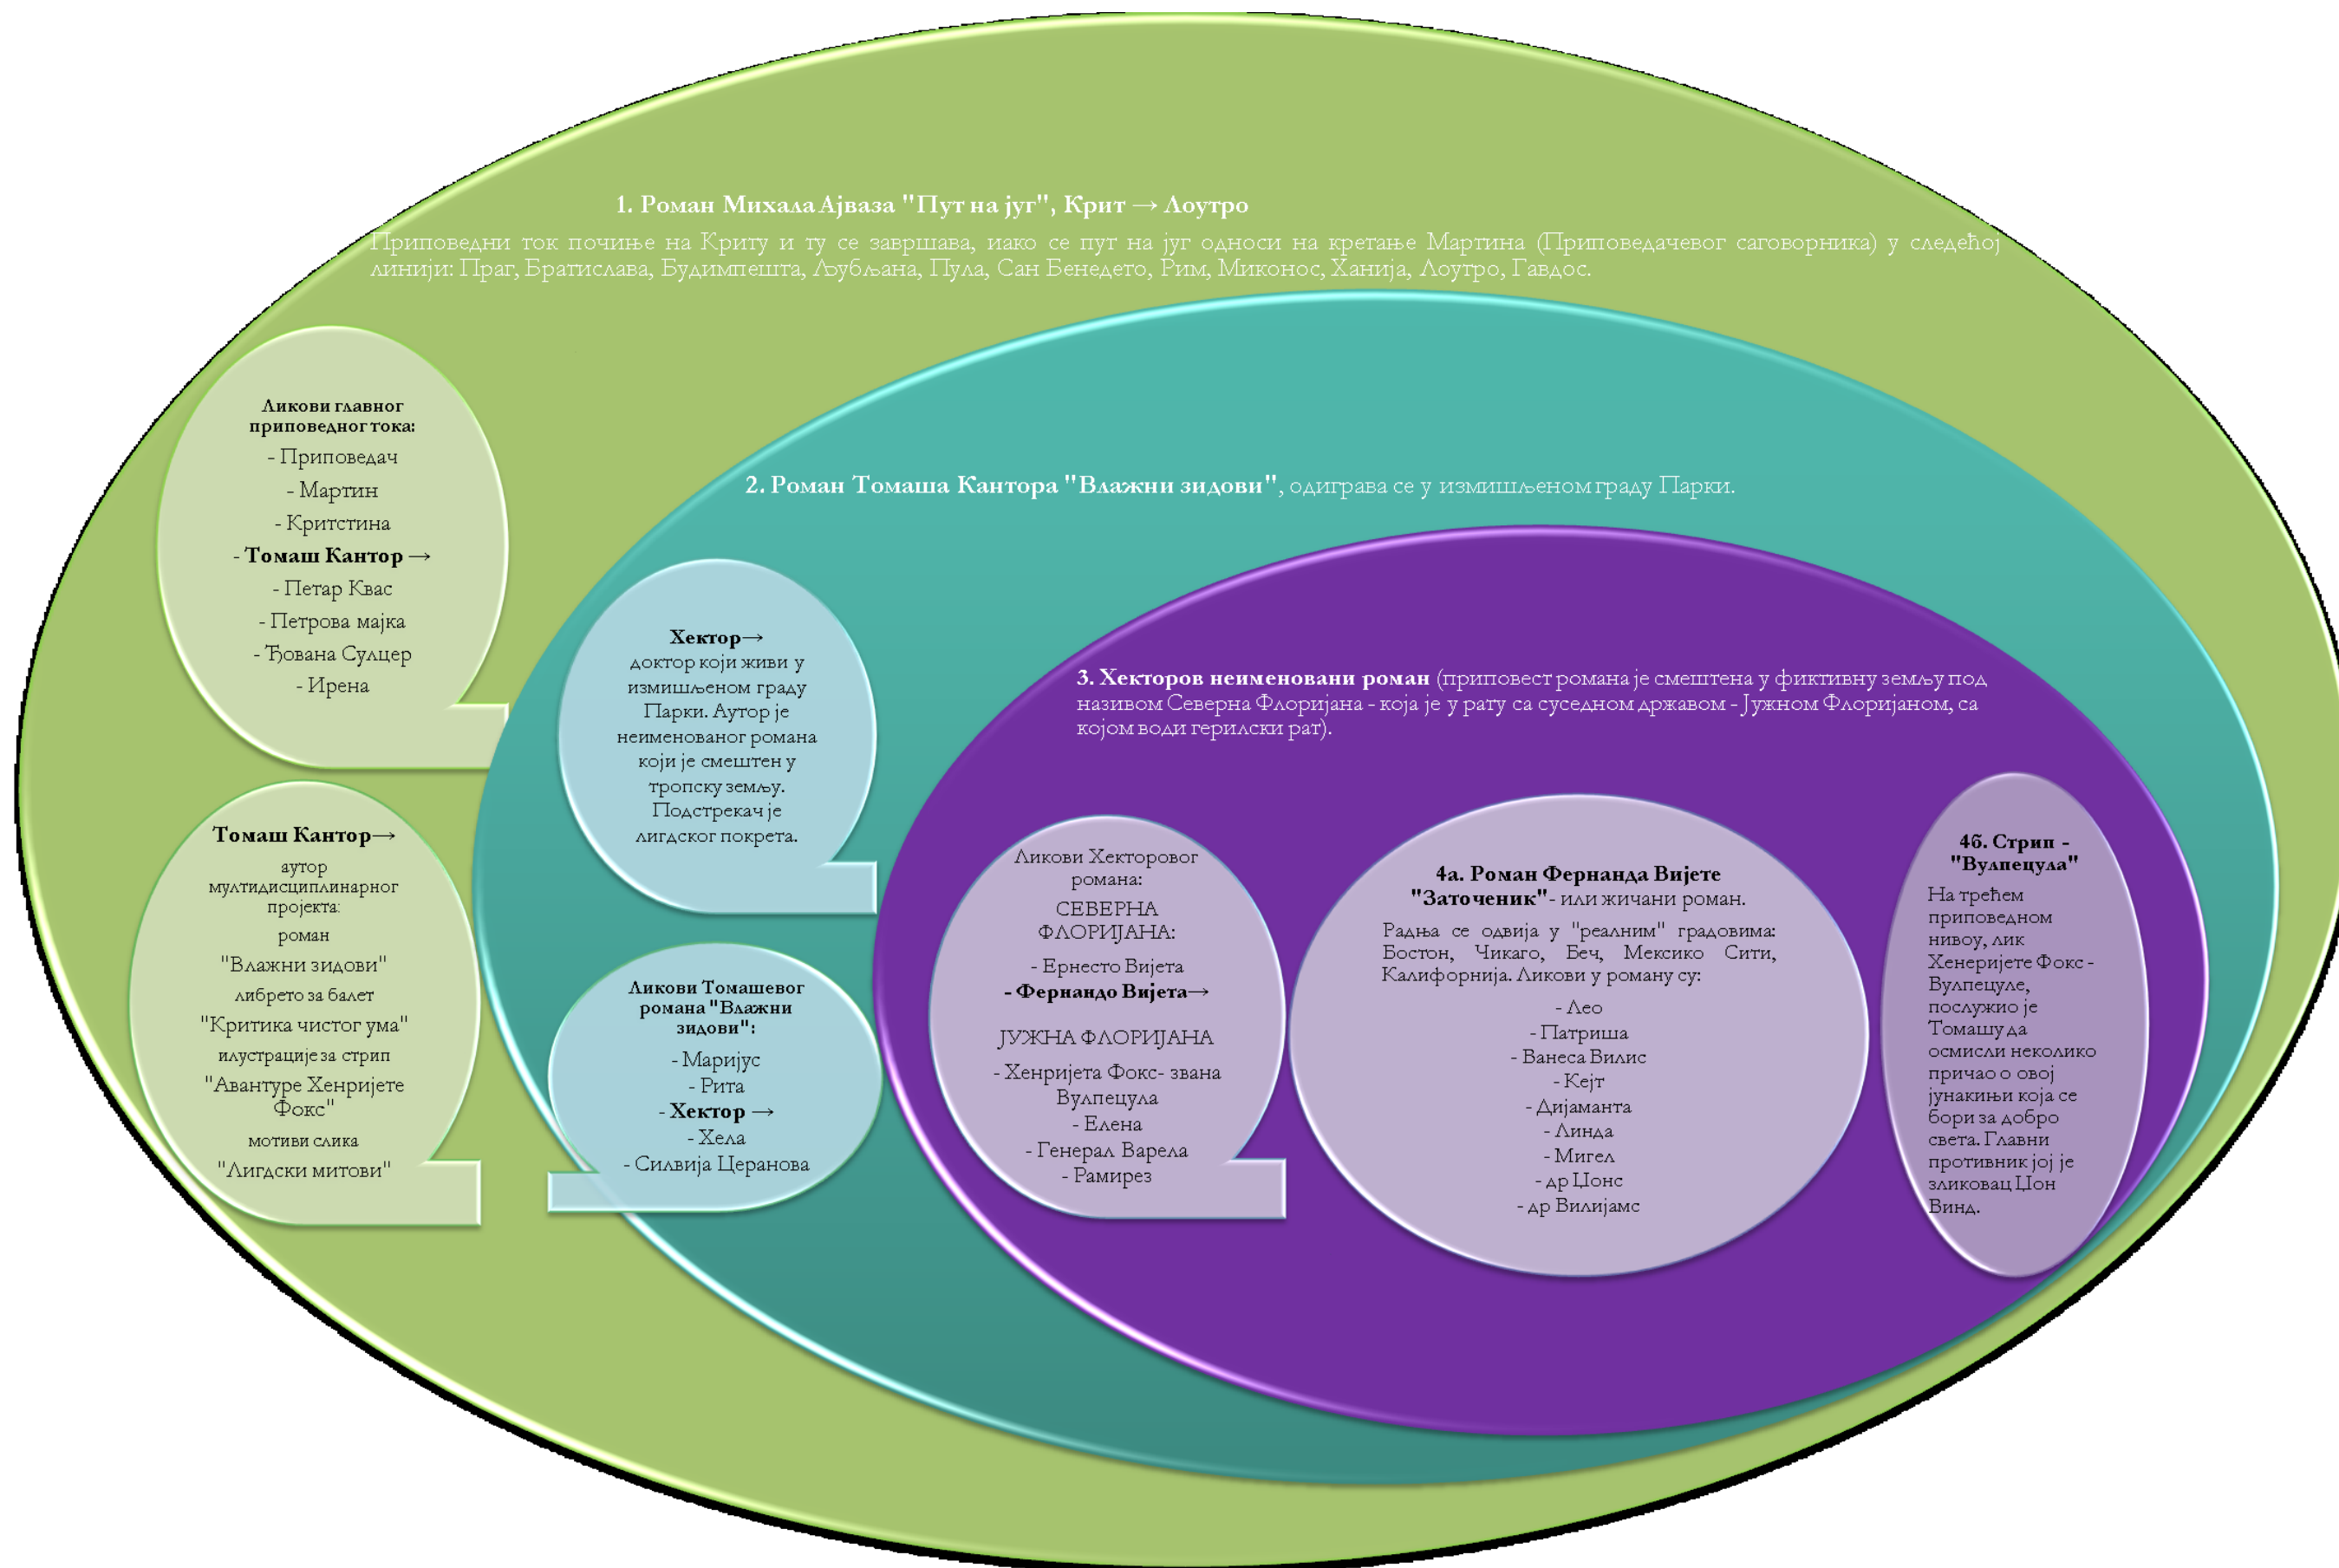 1. Роман Михала Ајваза "Пут на југ", Крит → Лоутро
Приповедни ток почиње на Криту и ту се завршава, иако се пут на југ односи на кретање Мартина (Приповедачевог саговорника) у следећој
линији: Праг, Братислава, Будимпешта, Љубљана, Пула, Сан Бенедето, Рим, Миконос, Ханија, Лоутро, Гавдос.
Ликови главног
приповедног тока:
- Приповедач
- Мартин
- Критстина
- Томаш Кантор →
- Петар Квас
- Петрова мајка
- Ђована Сулцер
- Ирена
Томаш Кантор→
аутор
мултидисциплинарног
пројекта:
роман
"Влажни зидови"
либрето за балет
"Критика чистог ума"
илустрације за стрип
"Авантуре Хенријете
Фокс"
мотиви слика
"Лигдски митови"
2. Роман Томаша Кантора "Влажни зидови", одиграва се у измишљеном граду Парки.
Хектор→
доктор који живи у
измишљеном граду
Парки. Аутор је
неименованог романа
који је смештен у
тропску земљу.
Подстрекач је
лигдског покрета.
Ликови Томашевог
романа "Влажни
зидови":
- Маријус
- Рита
- Хектор →
- Хела
- Силвија Церанова
3. Хекторов неименовани роман (приповест романа је смештена у фиктивну земљу под
називом Северна Флоријана - која је у рату са суседном државом - Јужном Флоријаном, са
којом води герилски рат).
Ликови Хекторовог
романа:
СЕВЕРНА
ФЛОРИЈАНА:
- Ернесто Вијета
- Фернандо Вијета→
ЈУЖНА ФЛОРИЈАНА
- Хенријета Фокс- звана
Вулпецула
- Елена
- Генерал Варела
- Рамирез
4а. Роман Фернанда Вијете
"Заточеник"- или жичани роман.
Радња се одвија у "реалним" градовима:
Бостон, Чикаго, Беч, Мексико Сити,
Калифорнија. Ликови у роману су:
- Лео
- Патриша
- Ванеса Вилис
- Кејт
- Дијаманта
- Линда
- Мигел
- др Џонс
- др Вилијамс
4б. Стрип -
"Вулпецула"
На трећем
приповедном
нивоу, лик
Хенеријете Фокс -
Вулпецуле,
послужио је
Томашу да
осмисли неколико
причао о овој
јунакињи која се
бори за добро
света. Главни
противник јој је
зликовац Џон
Винд.